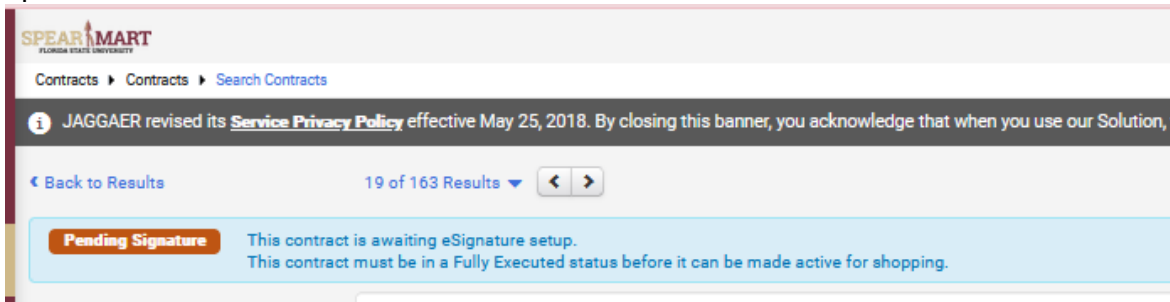 SPEARMART
FLORIDA STATE UNIVERSITY
Contracts ▸ Contracts ▸ Search Contracts
JAGGAER revised its Service Privacy Policy effective May 25, 2018. By closing this banner, you acknowledge that when you use our Solution,
Back to Results
19 of 163 Results
Pending Signature
This contract is awaiting eSignature setup.
This contract must be in a Fully Executed status before it can be made active for shopping.